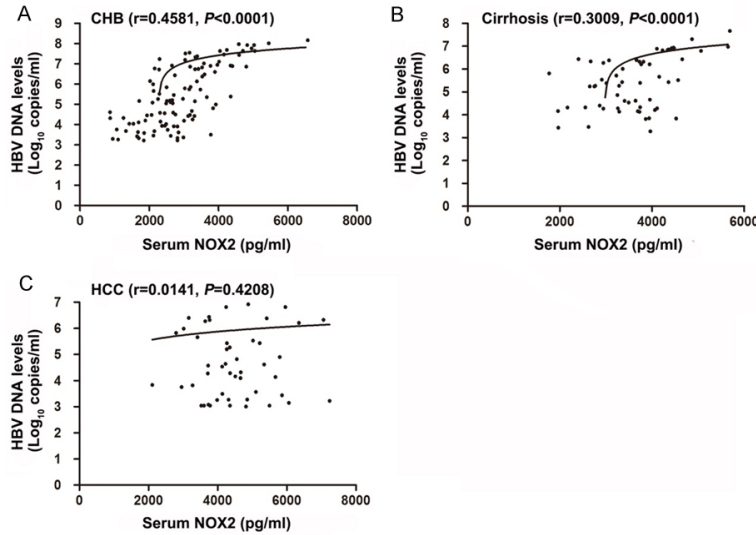 A
CHB (r=0.4581, P<0.0001)
9
8
7
6
5
4
3
2
1
0
HBV DNA levels
(Log10 copies/ml)
0 2000 4000 6000 8000
Serum NOX2 (pg/ml)
B
Cirrhosis (r=0.3009, P<0.0001)
8
7
6
5
4
3
2
1
0
HBV DNA levels
(Log10 copies/ml)
0 2000 4000 6000
Serum NOX2 (pg/ml)
C
HCC (r=0.0141, P=0.4208)
7
6
5
4
3
2
1
0
HBV DNA levels
(Log10 copies/ml)
0 2000 4000 6000 8000
Serum NOX2 (pg/ml)